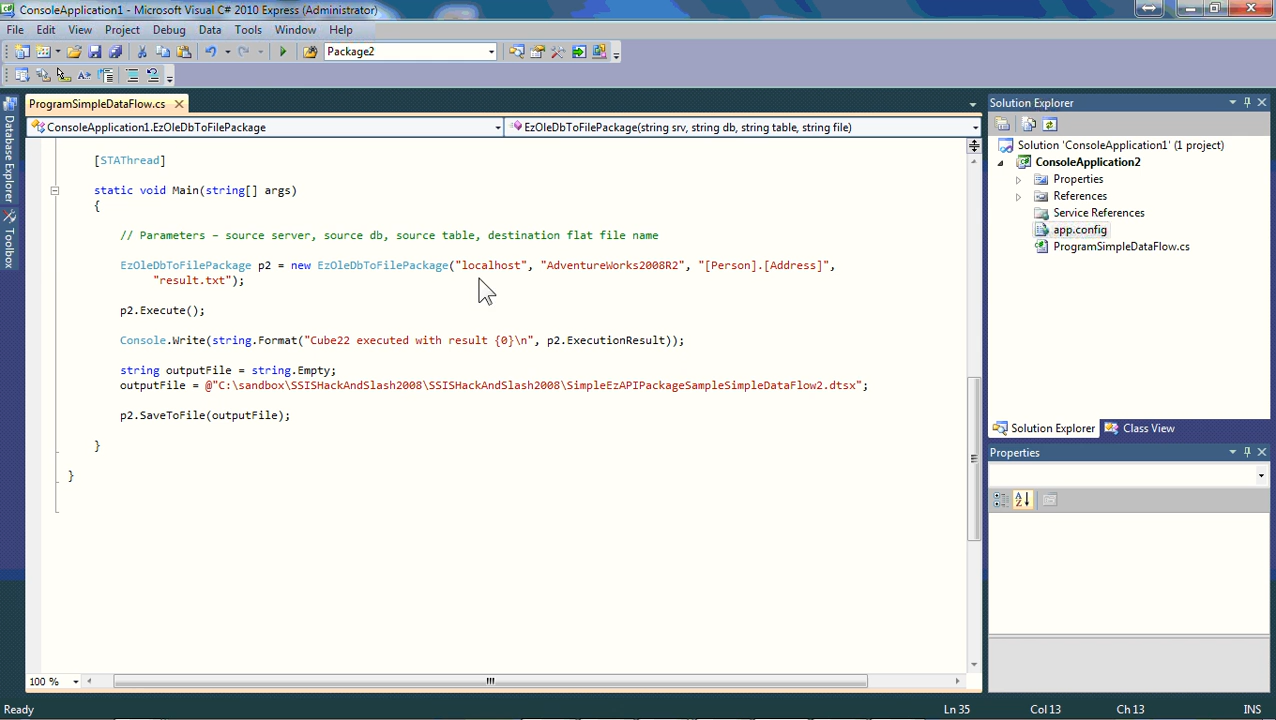 ConsoleApplication1 - Microsoft Visual C# 2010 Express (Administrator)
File Edit View Project Debug Data Tools Window Help
Package2
ProgramSimpleDataFlow.cs
ConsoleApplication1.EzOleDbToFilePackage
EzOleDbToFilePackage(string srv, string db, string table, string file)
Database Explorer
Toolbox
[STAThread]
static void Main(string[] args)
{
// Parameters – source server, source db, source table, destination flat file name
EzOleDbToFilePackage p2 = new EzOleDbToFilePackage("localhost", "AdventureWorks2008R2", "[Person].[Address]",
"result.txt");
p2.Execute();
Console.Write(string.Format("Cube22 executed with result {0}\n", p2.ExecutionResult));
string outputFile = string.Empty;
outputFile = @"C:\sandbox\SSISHackAndSlash2008\SSISHackAndSlash2008\SimpleEzAPIPackageSampleSimpleDataFlow2.dtsx";
p2.SaveToFile(outputFile);
}
}
100 %
Solution Explorer
Solution 'ConsoleApplication1' (1 project)
ConsoleApplication2
Properties
References
Service References
app.config
ProgramSimpleDataFlow.cs
Solution Explorer Class View
Properties
Ready
Ln 35 Col 13 Ch 13 INS